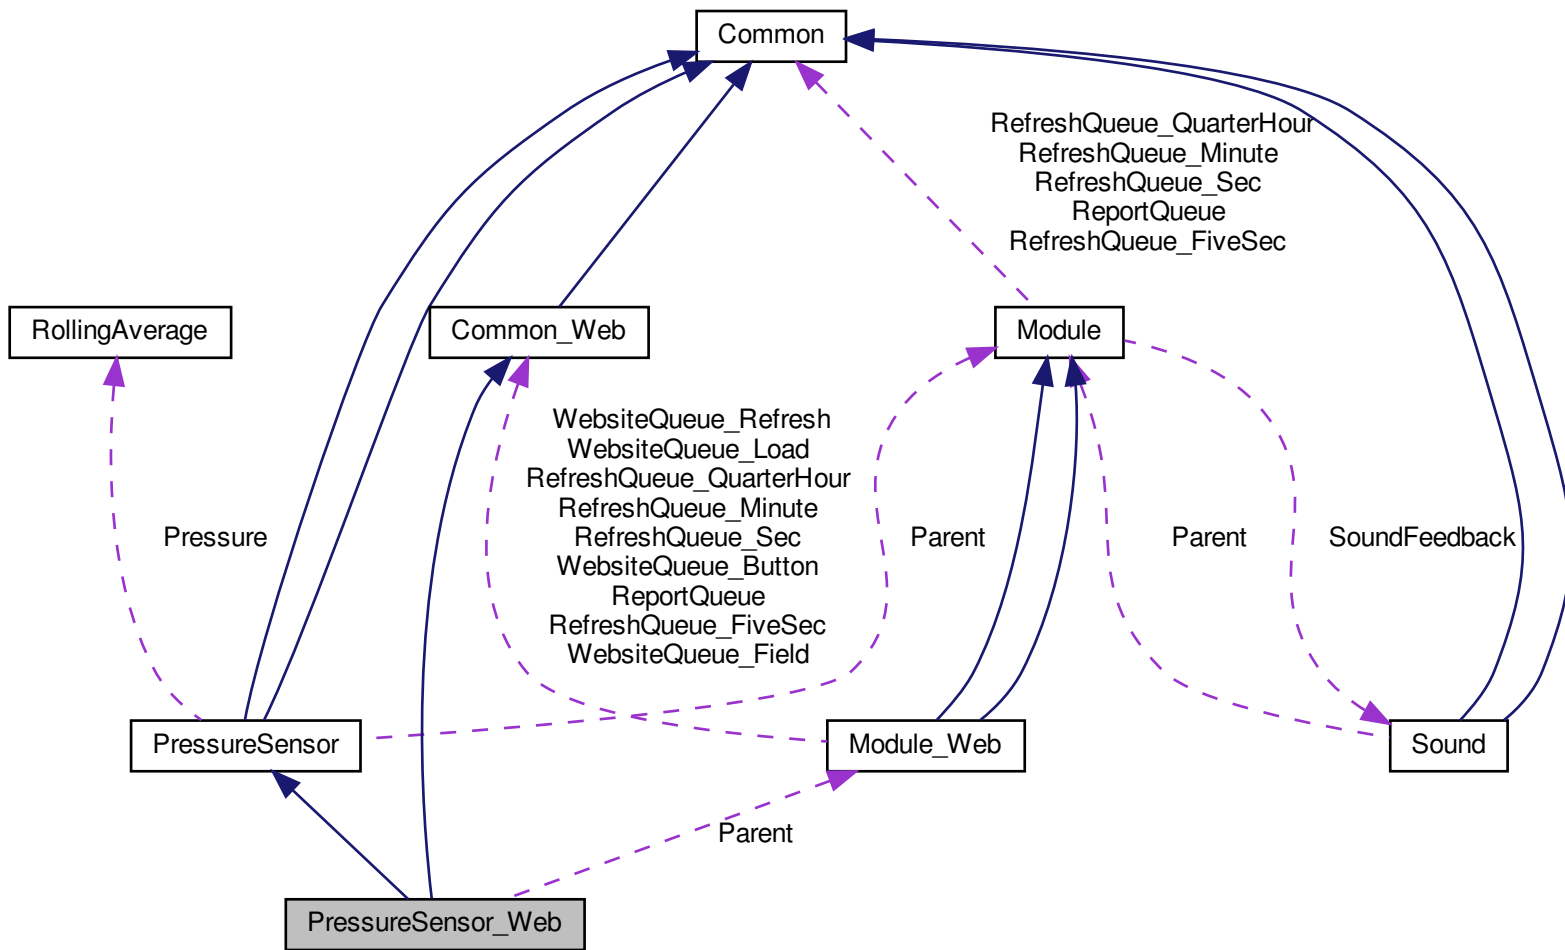 Common
RefreshQueue_QuarterHour
RefreshQueue_Minute
RefreshQueue_Sec
ReportQueue
RefreshQueue_FiveSec
RollingAverage
Common_Web
Module
WebsiteQueue_Refresh
WebsiteQueue_Load
RefreshQueue_QuarterHour
RefreshQueue_Minute
RefreshQueue_Sec
WebsiteQueue_Button
ReportQueue
RefreshQueue_FiveSec
WebsiteQueue_Field
Pressure
Parent
Parent
SoundFeedback
PressureSensor
Module_Web
Sound
Parent
PressureSensor_Web